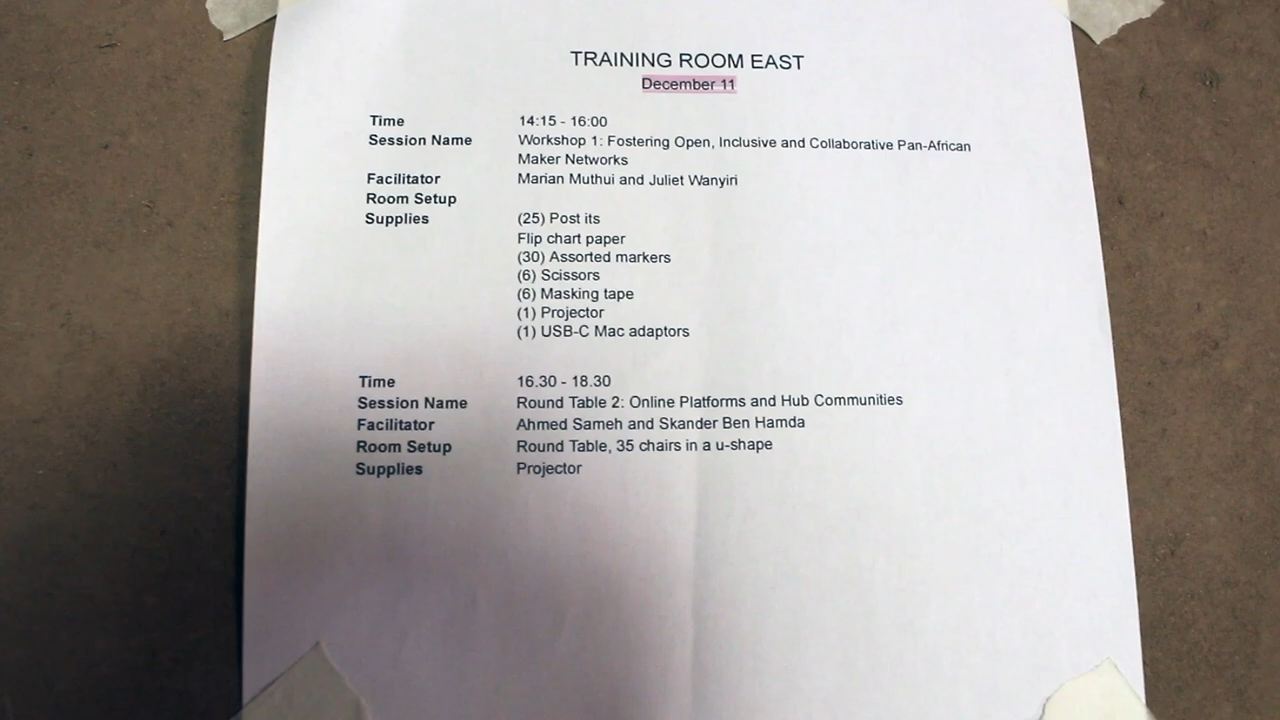 TRAINING ROOM EAST
December 11
Time 14:15 - 16:00
Session Name Workshop 1: Fostering Open, Inclusive and Collaborative Pan-African
Maker Networks
Facilitator Marian Muthui and Juliet Wanyiri
Room Setup
Supplies (25) Post its
Flip chart paper
(30) Assorted markers
(6) Scissors
(6) Masking tape
(1) Projector
(1) USB-C Mac adaptors
Time 16.30 - 18.30
Session Name Round Table 2: Online Platforms and Hub Communities
Facilitator Ahmed Sameh and Skander Ben Hamda
Room Setup Round Table, 35 chairs in a u-shape
Supplies Projector